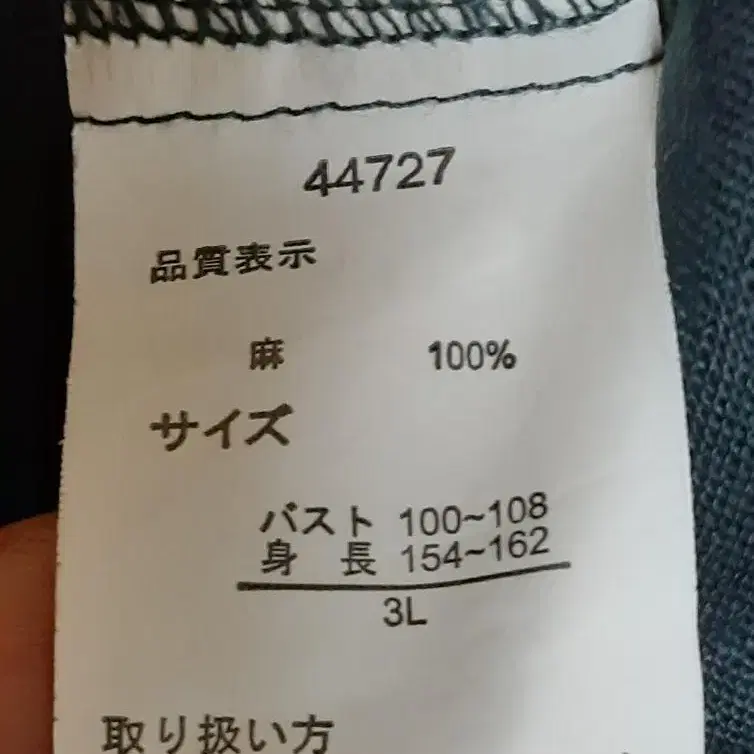 44727
品質表示
麻 100%
サイズ
バスト 100~108
身長 154~162
3L
取り扱い方